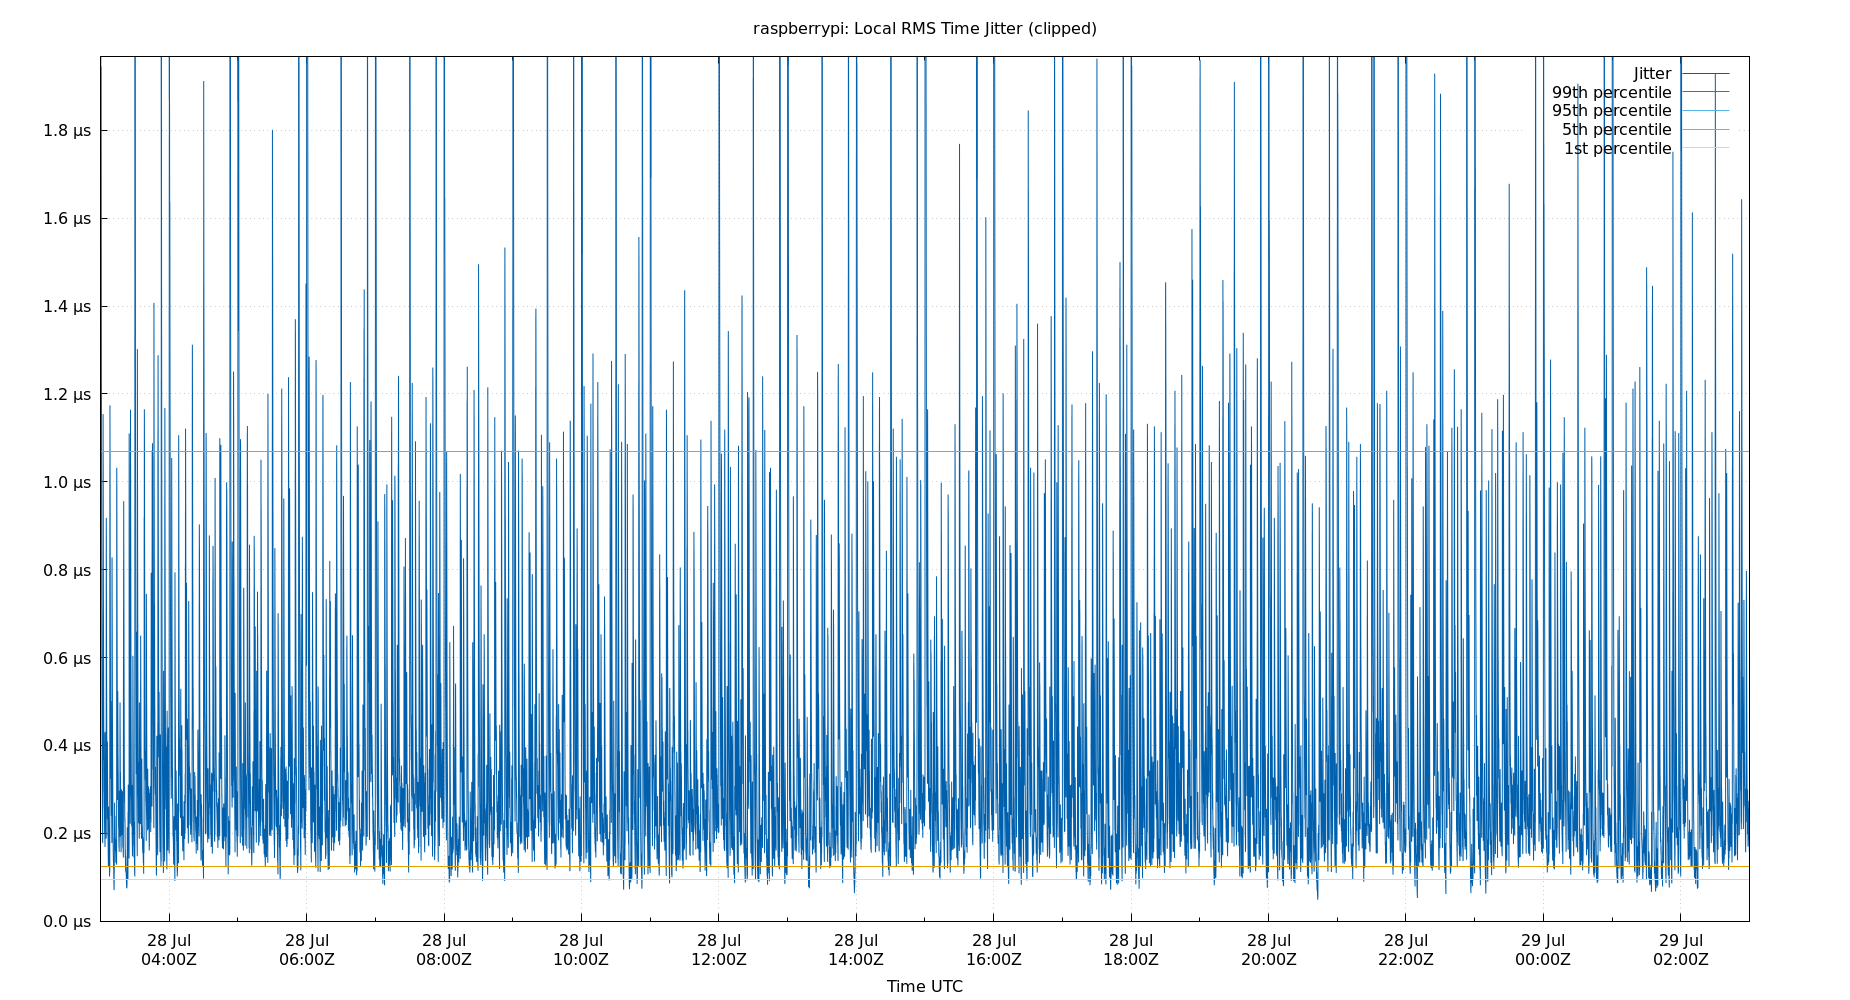 raspberrypi: Local RMS Time Jitter (clipped)
Jitter
99th percentile
95th percentile
5th percentile
1st percentile
1.8 µs
1.6 µs
1.4 µs
1.2 µs
1.0 µs
0.8 µs
0.6 µs
0.4 µs
0.2 µs
0.0 µs
28 Jul 28 Jul 28 Jul 28 Jul 28 Jul 28 Jul 28 Jul 28 Jul 28 Jul 28 Jul 29 Jul 29 Jul
04:00Z 06:00Z 08:00Z 10:00Z 12:00Z 14:00Z 16:00Z 18:00Z 20:00Z 22:00Z 00:00Z 02:00Z
Time UTC